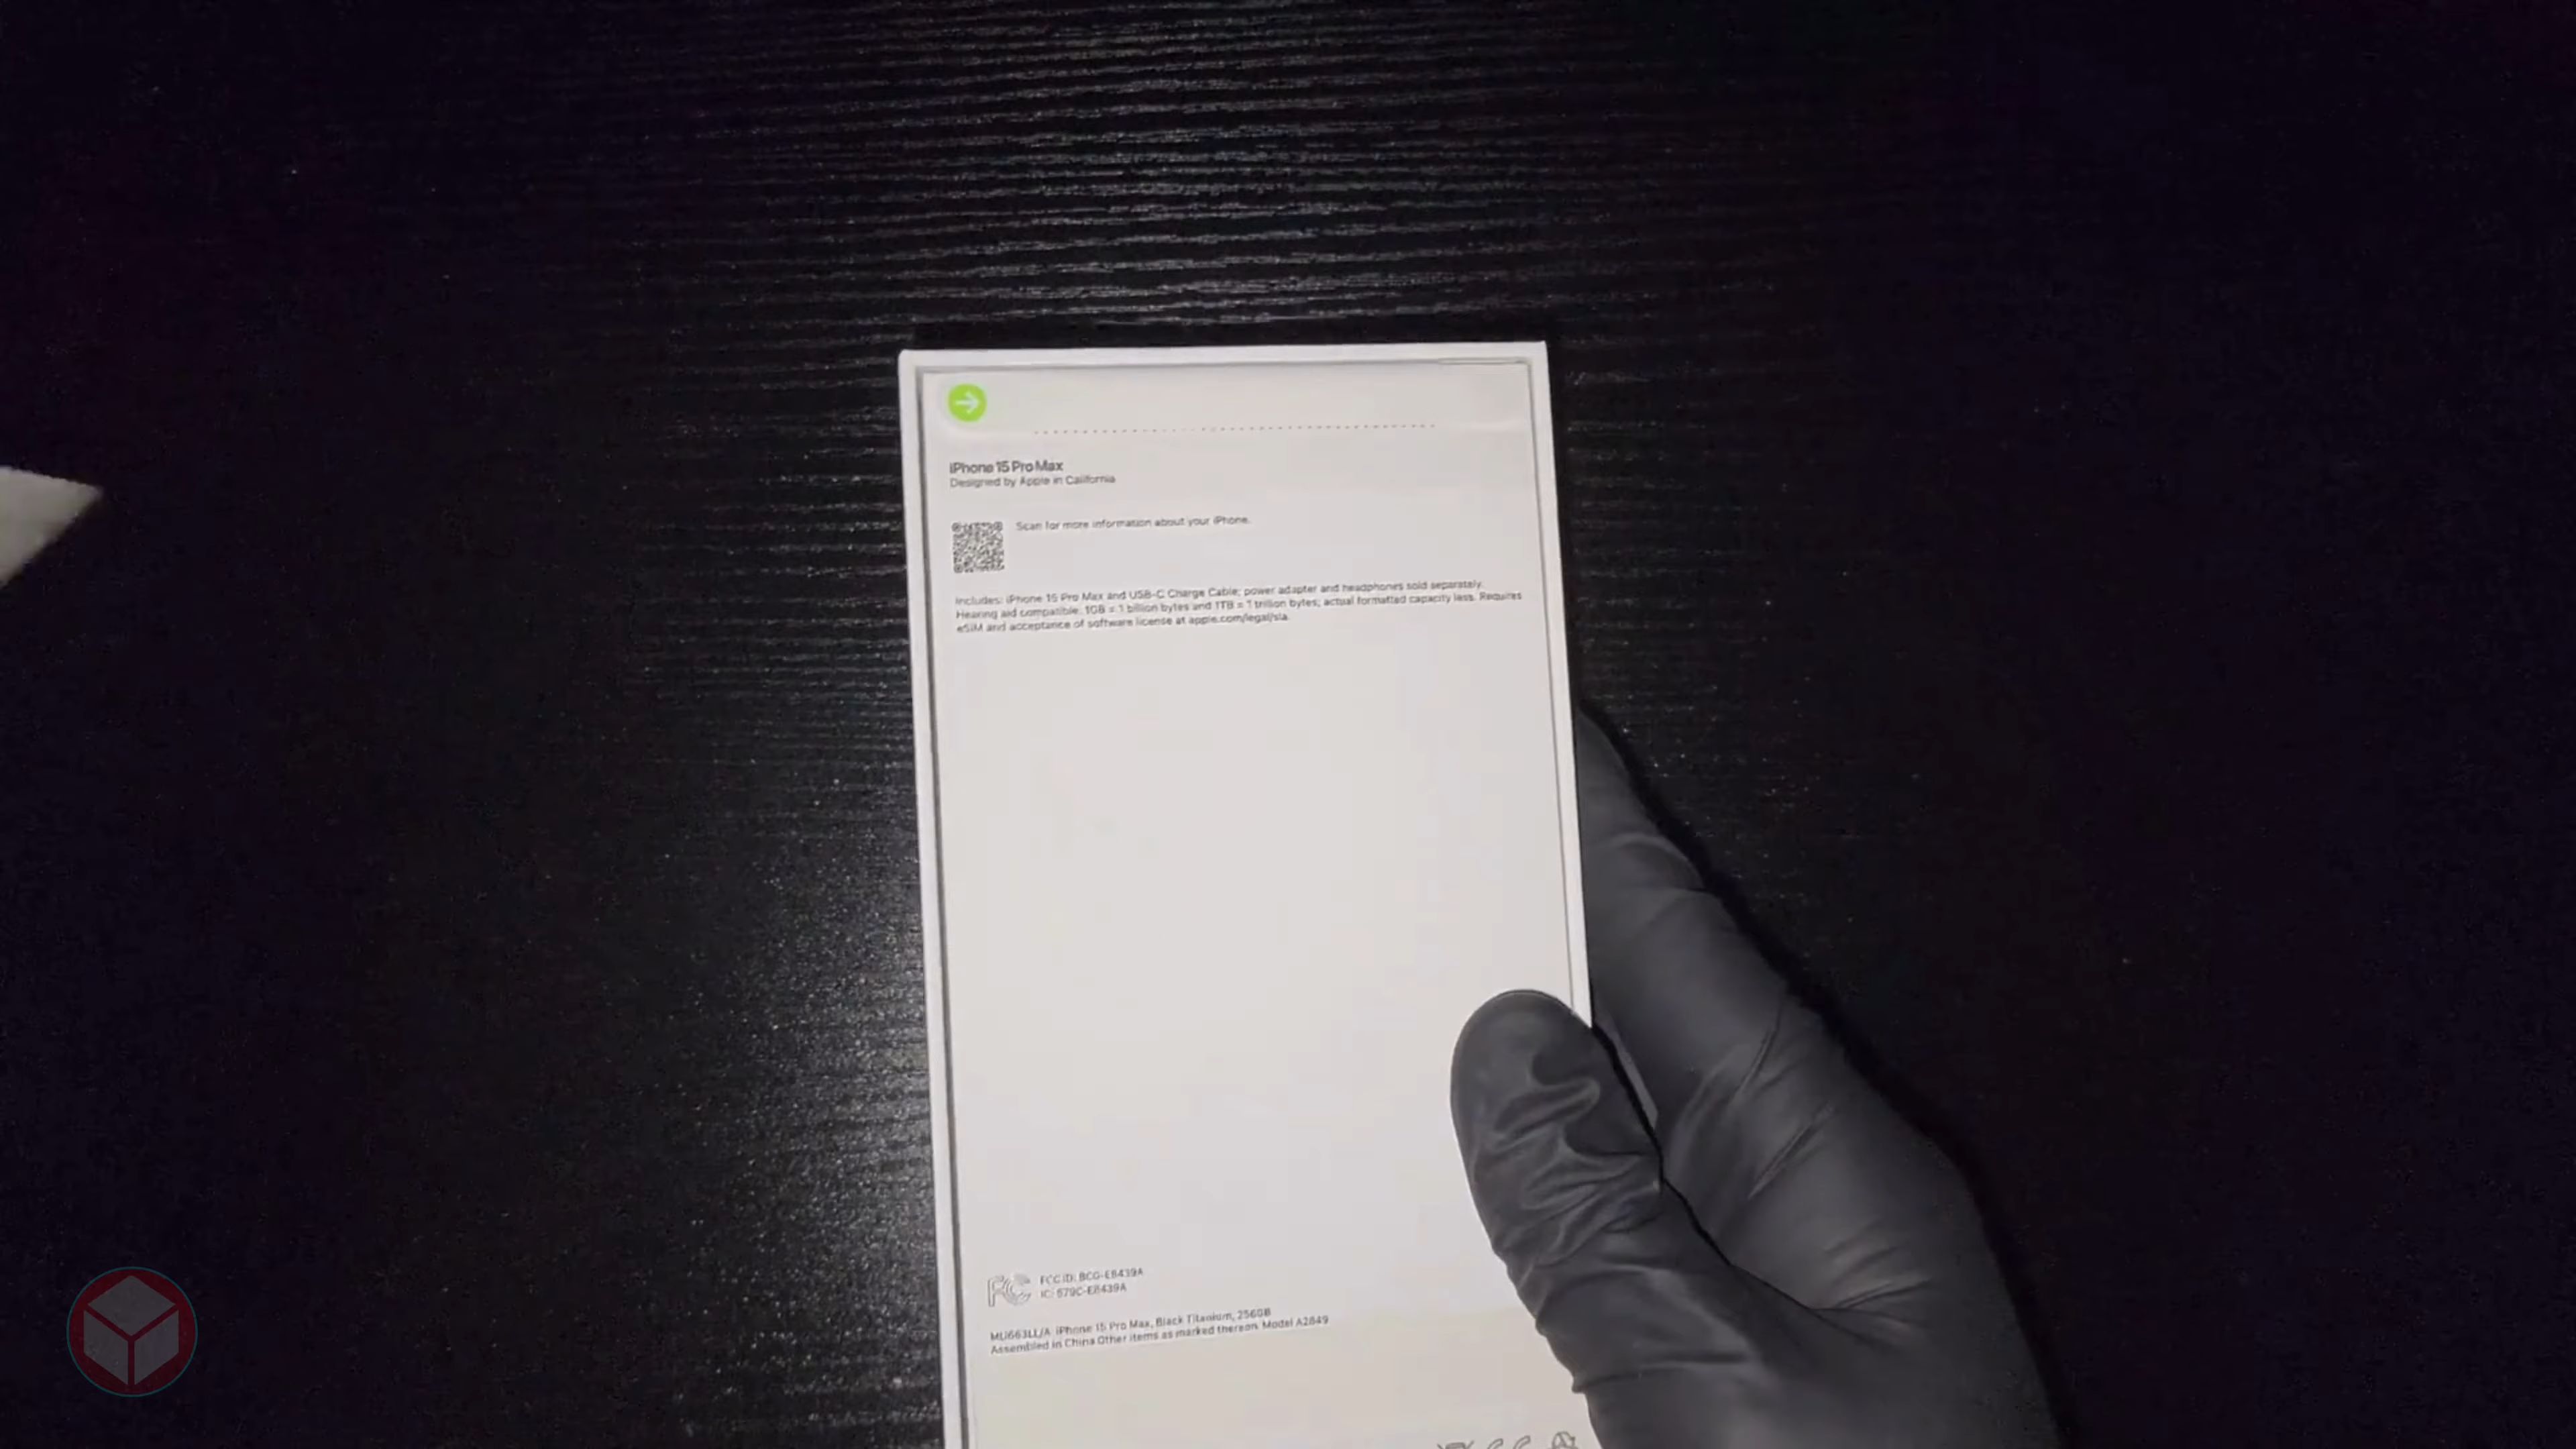 iPhone 15 Pro Max
Designed by Apple in California
Scan for more information about your iPhone.
Includes: iPhone 15 Pro Max and USB-C Charge Cable; power adapter and headphones sold separately.
Hearing aid compatible. 1GB = 1 billion bytes and 1TB = 1 trillion bytes; actual formatted capacity less. Requires
eSIM and acceptance of software license at apple.com/legal/sla.
FC
FCC ID: BCG-E8439A
IC: 579C-E8439A
MU663LL/A iPhone 15 Pro Max, Black Titanium, 256GB
Assembled in China Other items as marked thereon Model A2849